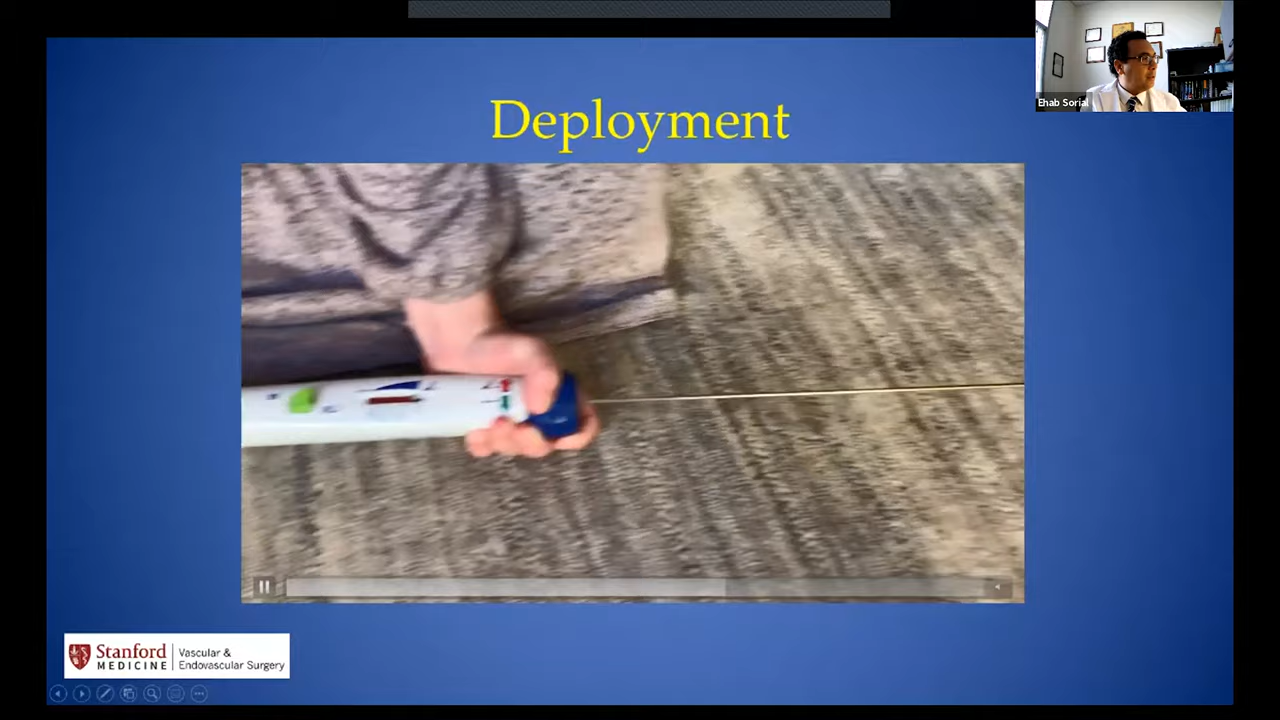 Deployment
Ehab Sorial
Stanford
MEDICINE
Vascular &
Endovascular Surgery